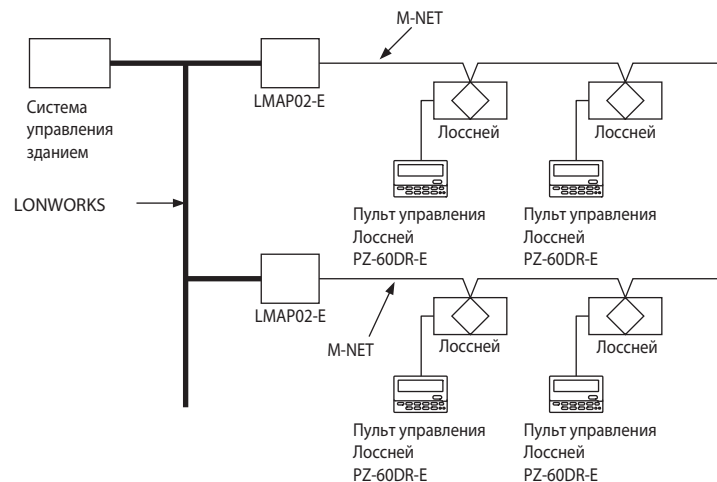 M-NET
Система
управления
зданием
LMAP02-E
Лоссней
Лоссней
LONWORKS
Пульт управления
Лоссней
PZ-60DR-E
Пульт управления
Лоссней
PZ-60DR-E
LMAP02-E
M-NET
Лоссней
Лоссней
Пульт управления
Лоссней
PZ-60DR-E
Пульт управления
Лоссней
PZ-60DR-E